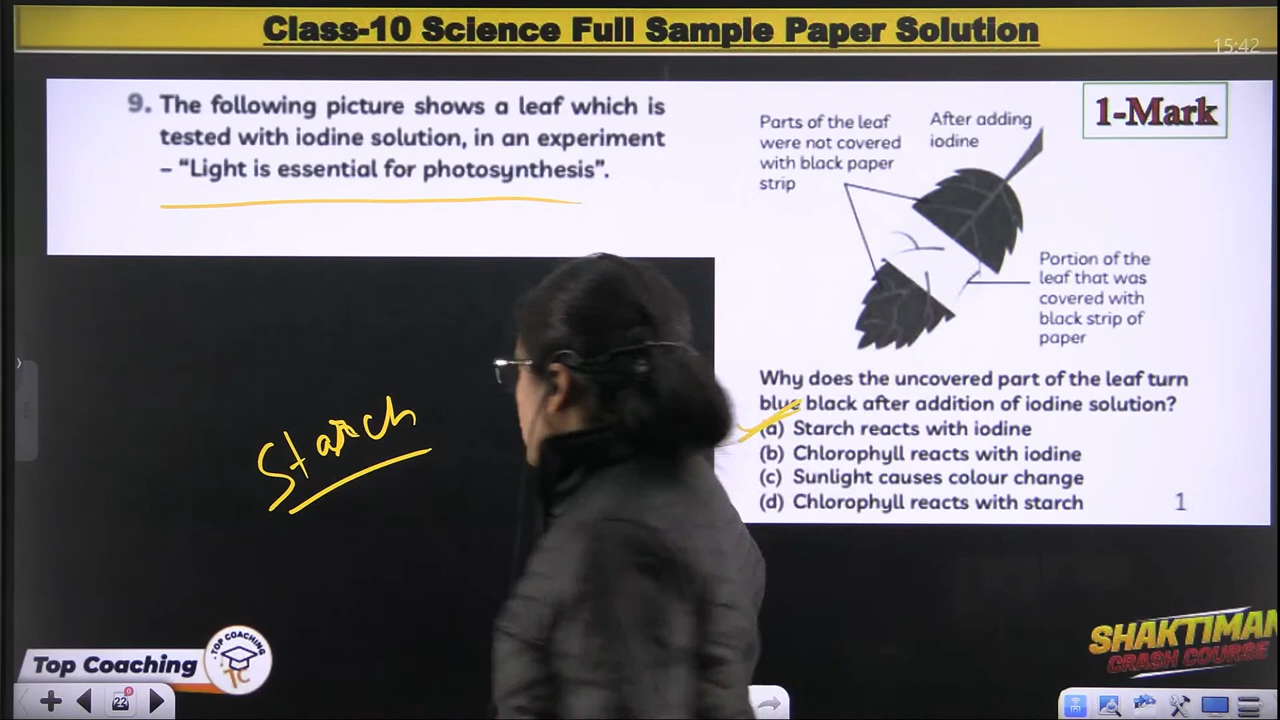 Class-10 Science Full Sample Paper Solution
15:42
9. The following picture shows a leaf which is
tested with iodine solution, in an experiment
– “Light is essential for photosynthesis”.
1-Mark
Parts of the leaf
were not covered
with black paper
strip
After adding
iodine
Portion of the
leaf that was
covered with
black strip of
paper
Why does the uncovered part of the leaf turn
blue black after addition of iodine solution?
(a) Starch reacts with iodine
(b) Chlorophyll reacts with iodine
(c) Sunlight causes colour change
(d) Chlorophyll reacts with starch
1
Starch
Top Coaching
TOP COACHING
TC
SHAKTIMAN
CRASH COURSE
23
0